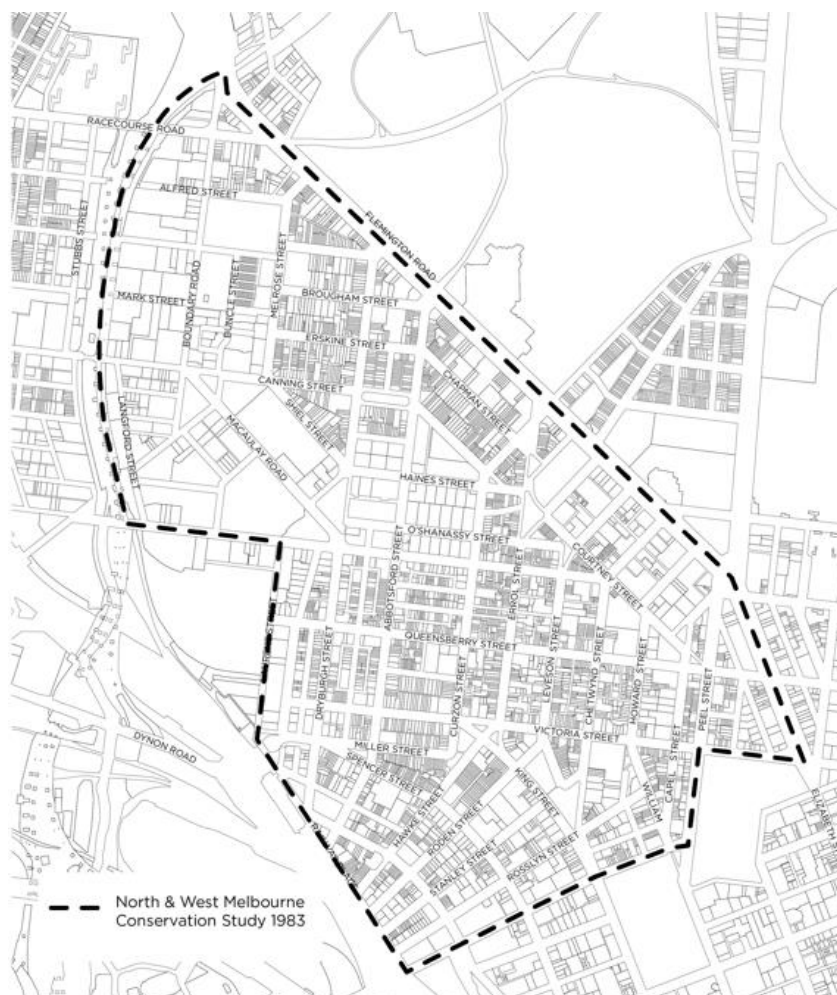 RACECOURSE ROAD
ALFRED STREET
FLEMINGTON ROAD
STUBBS STREET
BOUNDARY ROAD
BUNCLE STREET
MELROSE STREET
MARK STREET
BROUGHAM STREET
ERSKINE STREET
CANNING STREET
CHAPMAN STREET
LANGFORD STREET
SHIEL STREET
MACAULAY ROAD
HAINES STREET
O'SHANASSY STREET
COURTNEY STREET
ABBOTSFORD STREET
ERROL STREET
QUEENSBERRY STREET
DRYBURGH STREET
CURZON STREET
LEVESON STREET
CHETWYND STREET
HOWARD STREET
PEEL STREET
CAPEL STREET
VICTORIA STREET
DYNON ROAD
MILLER STREET
SPENCER STREET
KING STREET
WILLIAM
HAWKE STREET
RODEN STREET
STANLEY STREET
ROSSLYN STREET
ELIZABETH
North & West Melbourne
Conservation Study 1983